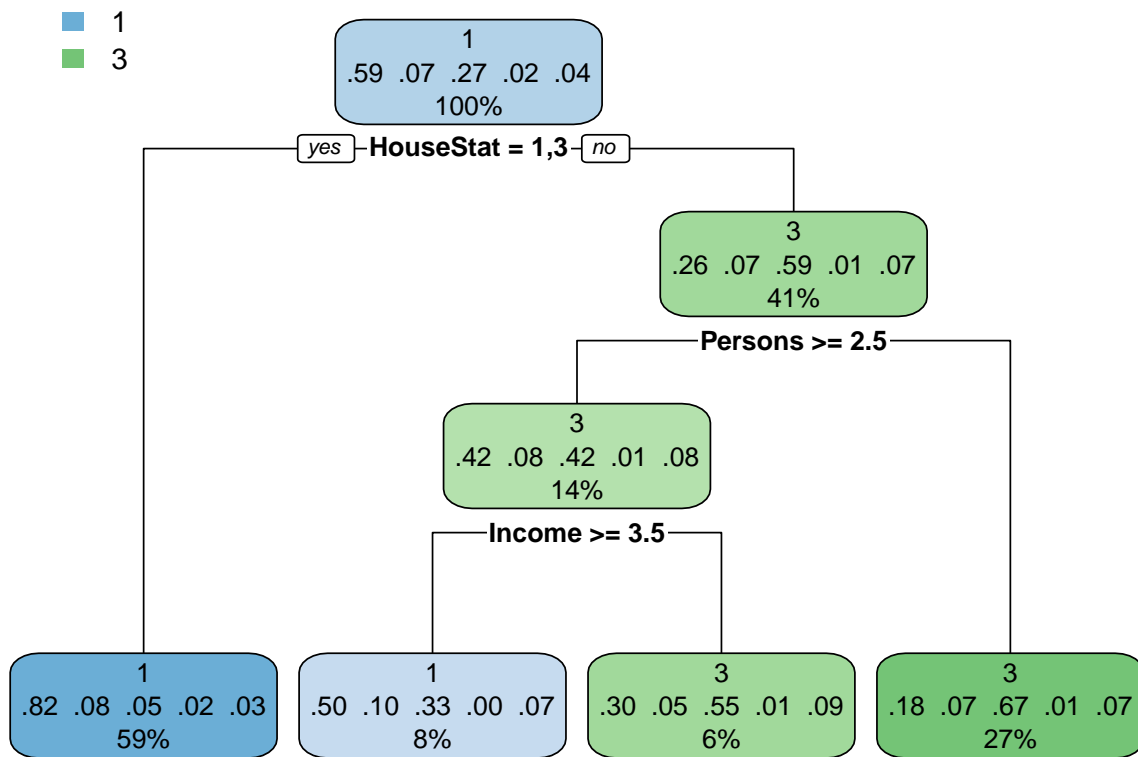 1
3
1
.59 .07 .27 .02 .04
100%
yes HouseStat = 1,3 no
3
.26 .07 .59 .01 .07
41%
Persons >= 2.5
3
.42 .08 .42 .01 .08
14%
Income >= 3.5
1
.82 .08 .05 .02 .03
59%
1
.50 .10 .33 .00 .07
8%
3
.30 .05 .55 .01 .09
6%
3
.18 .07 .67 .01 .07
27%